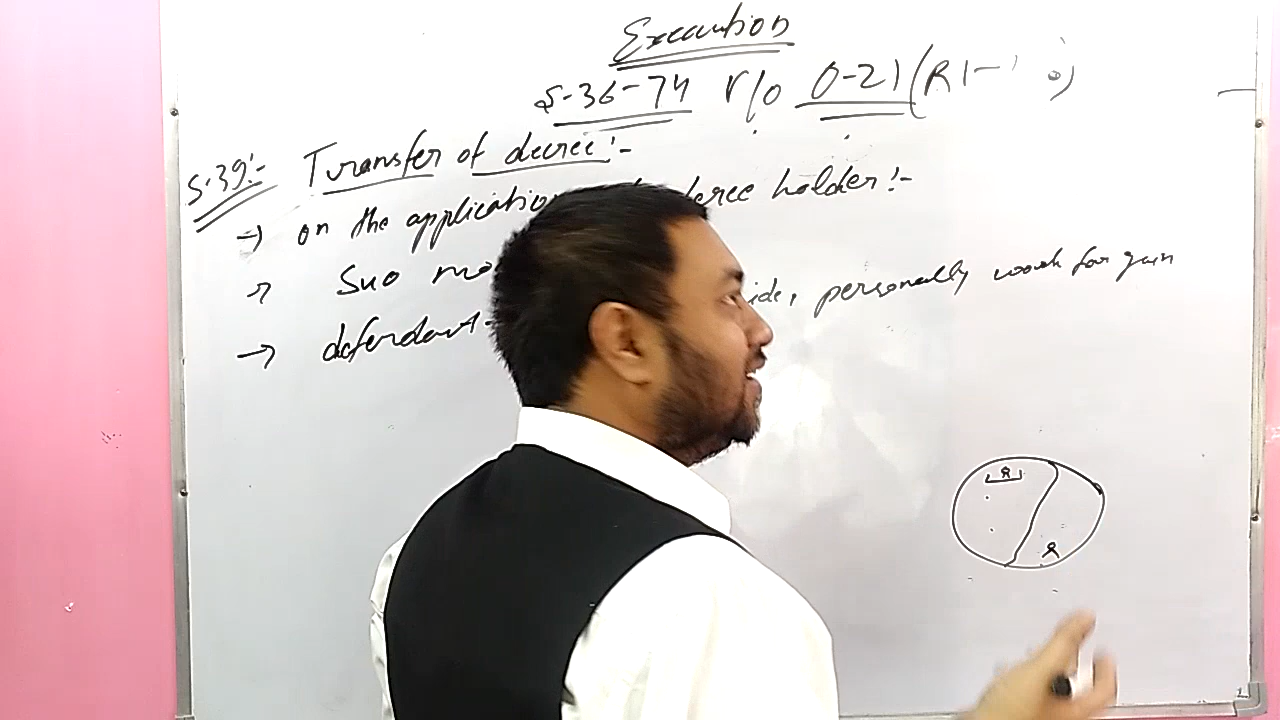 Execution
S-36-74 r/o O-21 (R1-
S-39:- Transfer of decree:-
→ on the application decree holder:-
→ Suo mo
→ defendant- ide, personally work for gain